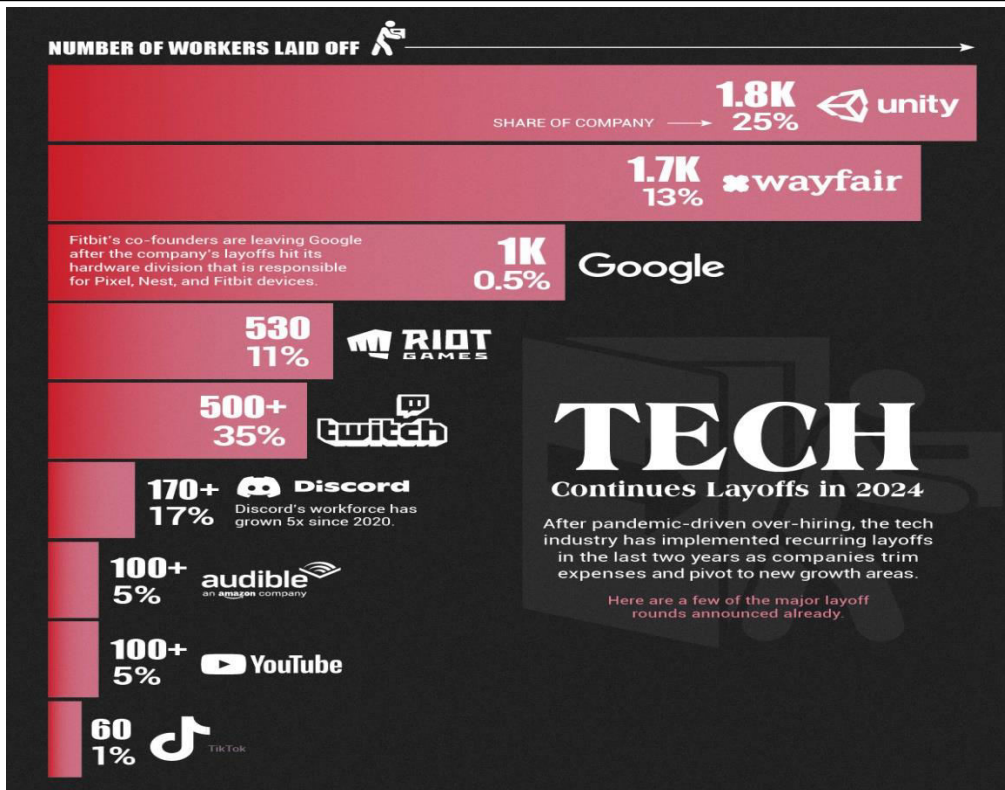 NUMBER OF WORKERS LAID OFF
1.8K
SHARE OF COMPANY
25%
unity
1.7K
13%
wayfair
Fitbit's co-founders are leaving Google
after the company's layoffs hit its
hardware division that is responsible
for Pixel, Nest, and Fitbit devices.
1K
0.5%
Google
530
11%
RIOT
GAMES
500+
35%
twitch
170+
17%
Discord
Discord's workforce has
grown 5x since 2020.
100+
5%
audible
an amazon company
100+
5%
YouTube
60
1%
TikTok
TECH
Continues Layoffs in 2024
After pandemic-driven over-hiring, the tech
industry has implemented recurring layoffs
in the last two years as companies trim
expenses and pivot to new growth areas.
Here are a few of the major layoff
rounds announced already.